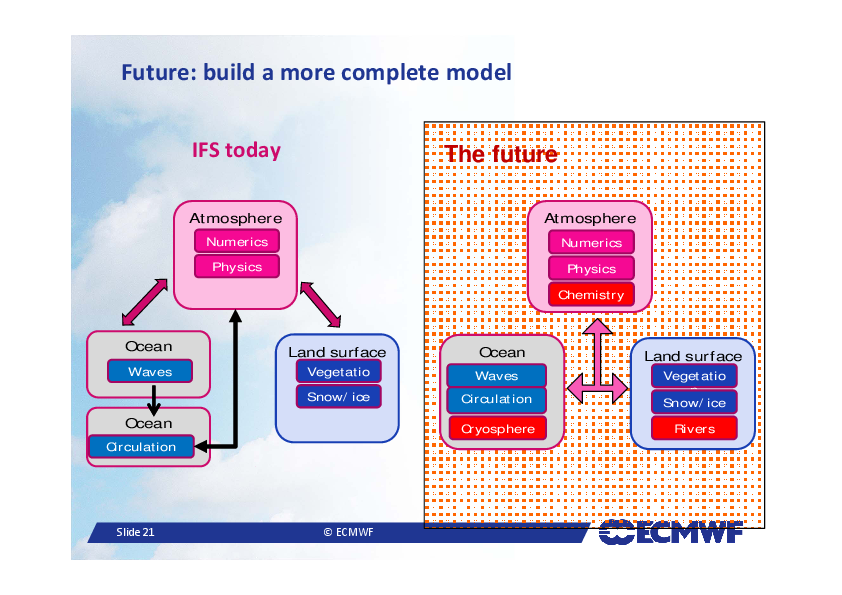 Future: build a more complete model
IFS today
Atmosphere
Numerics
Physics
Ocean
Waves
Ocean
Circulation
Land surface
Vegetatio
Snow/ ice
The future
Atmosphere
Numerics
Physics
Chemistry
Ocean
Waves
Circulation
Cryosphere
Land surface
Vegetatio
Snow/ ice
Rivers
Slide 21
© ECMWF
ECMWF